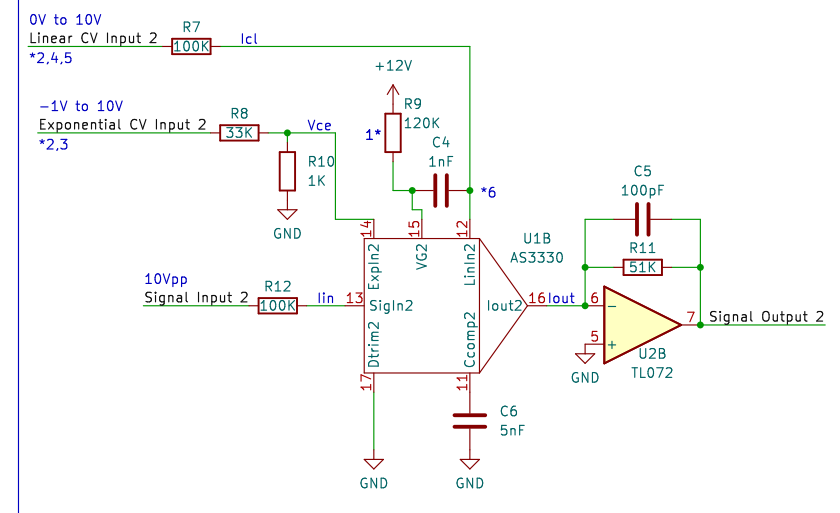 0V to 10V
Linear CV Input 2
*2,4,5
R7
100K
Icl
-1V to 10V
Exponential CV Input 2
*2,3
R8
33K
Vce
R10
1K
GND
+12V
R9
120K
1*
C4
1nF
*6
14
15
12
ExpIn2
VG2
LinIn2
U1B
AS3330
10Vpp
Signal Input 2
R12
100K
Iin
13
SigIn2
Iout2
16
Iout
Dtrim2
Ccomp2
17
11
C6
5nF
GND
GND
C5
100pF
R11
51K
6
-
5
+
7
GND
U2B
TL072
Signal Output 2